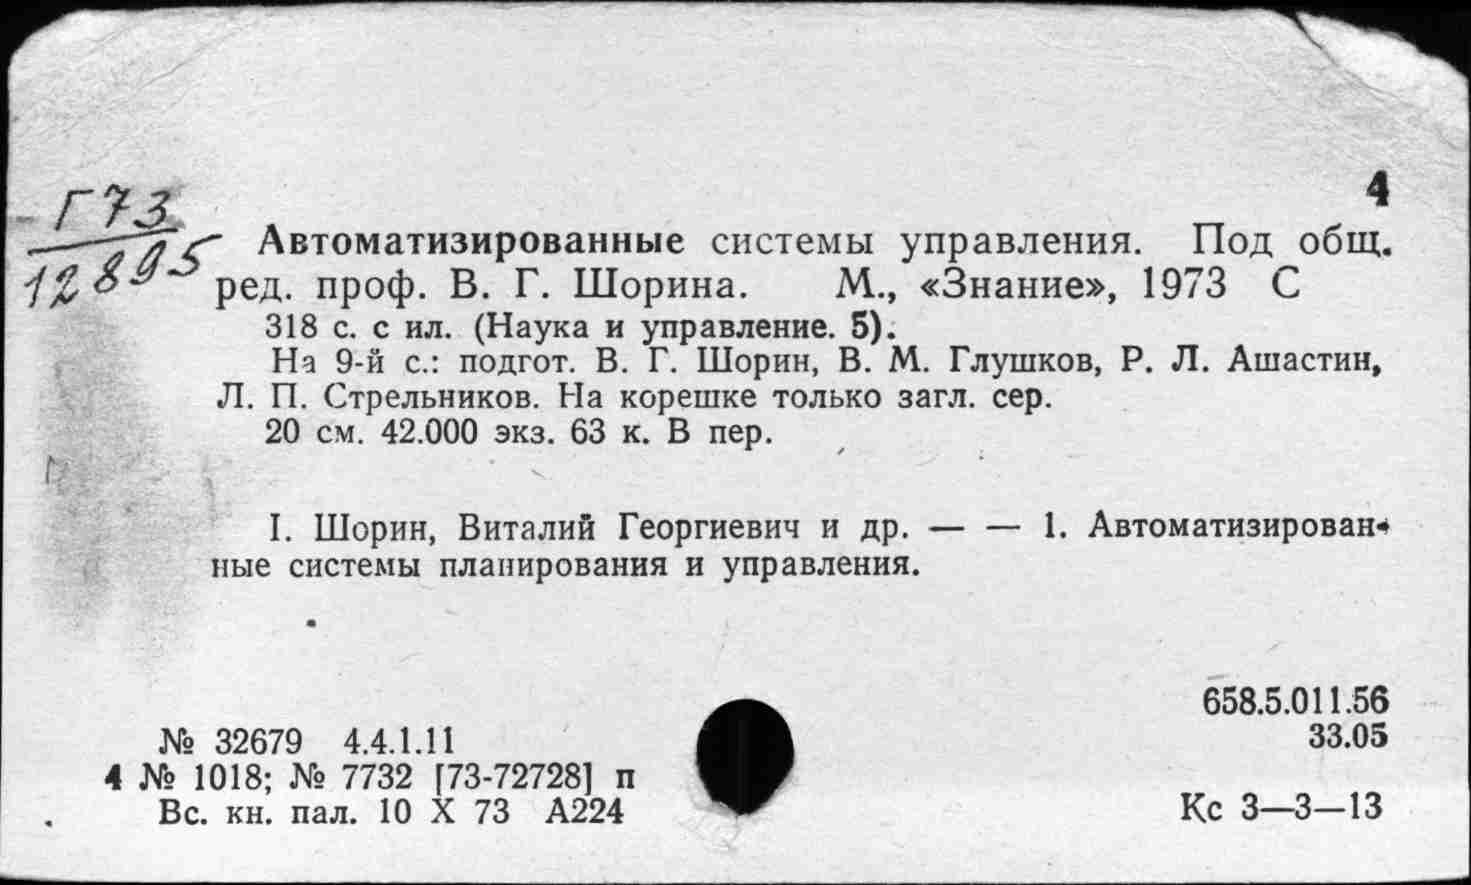 4
Г73
12895
Автоматизированные системы управления. Под общ.
ред. проф. В. Г. Шорина. М., «Знание», 1973 С
318 с. с ил. (Наука и управление. 5).
На 9-й с.: подгот. В. Г. Шорин, В. М. Глушков, Р. Л. Ашастин,
Л. П. Стрельников. На корешке только загл. сер.
20 см. 42.000 экз. 63 к. В пер.
I. Шорин, Виталий Георгиевич и др. — — 1. Автоматизирован-
ные системы планирования и управления.
658.5.011.56
№ 32679 4.4.1.11
33.05
4 № 1018; № 7732 [73-72728] п
Вс. кн. пал. 10 X 73 А224
Кс 3—3—13